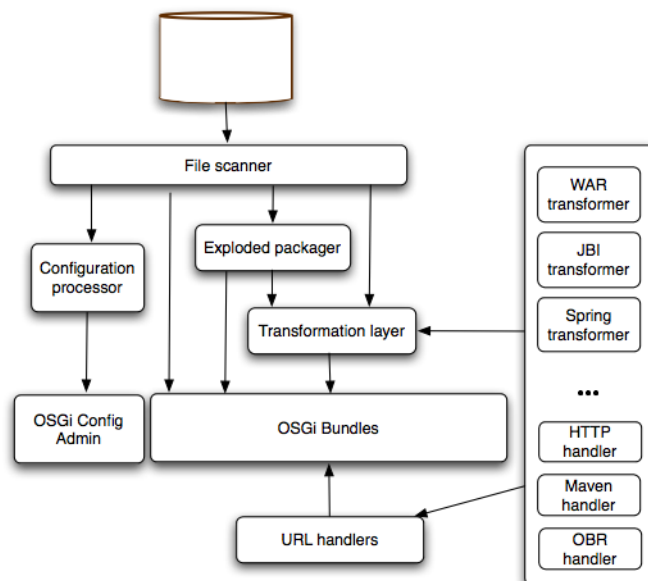 File scanner
WAR
transformer
Exploded packager
JBI
transformer
Configuration
processor
Spring
transformer
Transformation layer
...
OSGi Config
Admin
OSGi Bundles
HTTP
handler
Maven
handler
URL handlers
OBR
handler